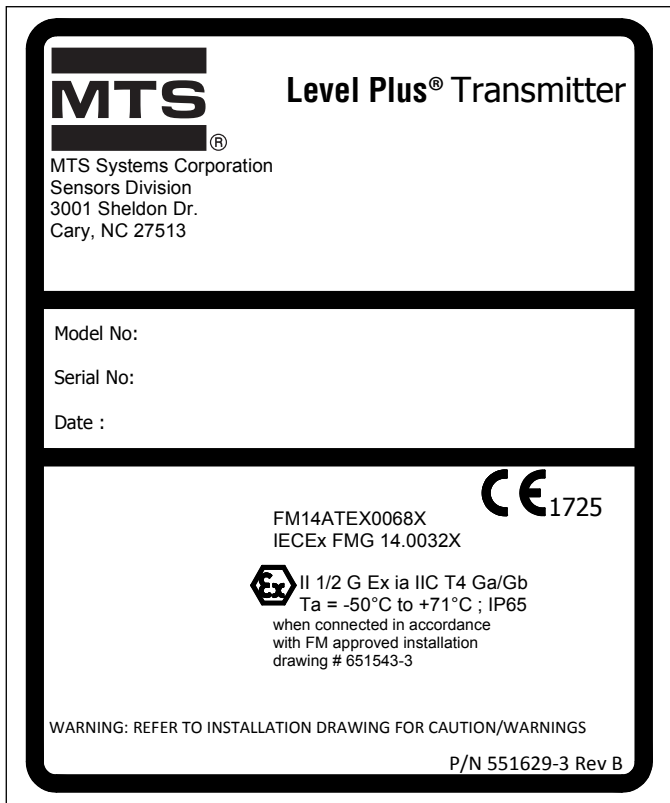 MTS®
Level Plus® Transmitter
MTS Systems Corporation
Sensors Division
3001 Sheldon Dr.
Cary, NC 27513
Model No:
Serial No:
Date :
CE 1725
FM14ATEX0068X
IECEx FMG 14.0032X
Ex II 1/2 G Ex ia IIC T4 Ga/Gb
Ta = -50°C to +71°C ; IP65
when connected in accordance
with FM approved installation
drawing # 651543-3
WARNING: REFER TO INSTALLATION DRAWING FOR CAUTION/WARNINGS
P/N 551629-3 Rev B